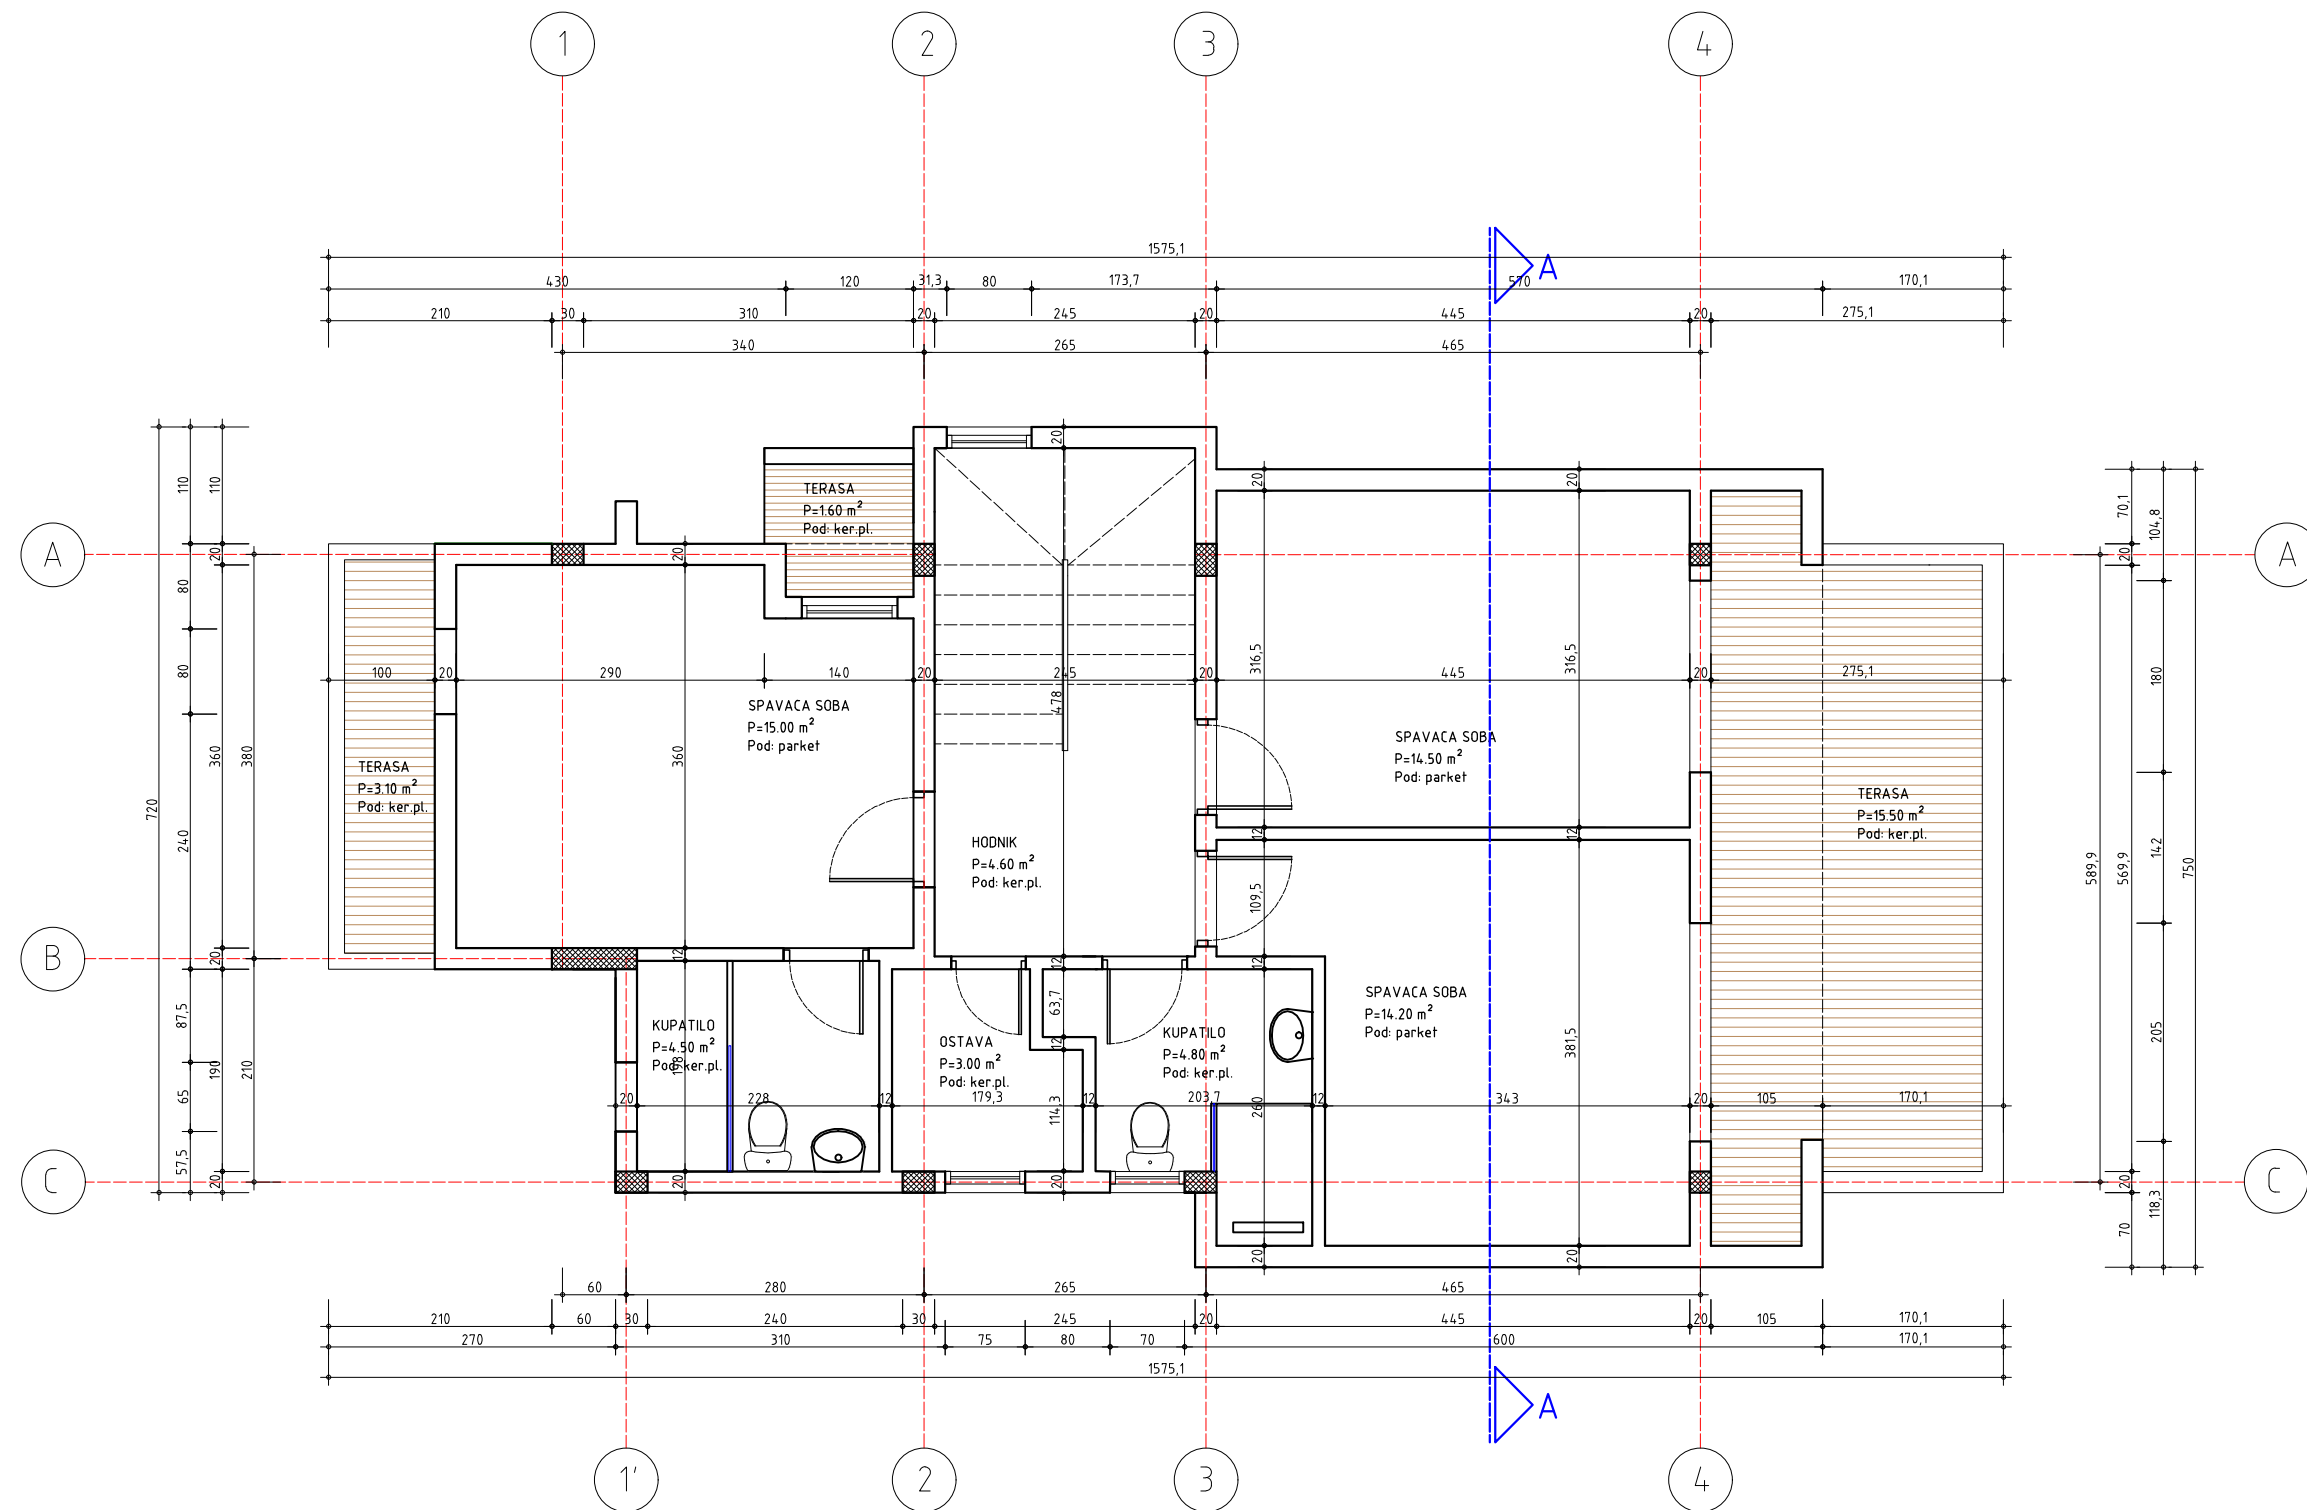 1 2 3 4
1575,1
430 120 31,3 80 173,7 570 170,1
A
210 30 310 20 245 20 445 20 275,1
340 265 465
A A
B
C C
720
110 80 80 240 87,5 65 57,5
110 20 360 20 190 20
380 210
TERASA
P=1.60 m²
Pod: ker.pl.
100 20 290 140 20 245 20 445 20 275,1
SPAVACA SOBA
P=15.00 m²
Pod: parket
TERASA
P=3.10 m²
Pod: ker.pl.
SPAVACA SOBA
P=14.50 m²
Pod: parket
TERASA
P=15.50 m²
Pod: ker.pl.
HODNIK
P=4.60 m²
Pod: ker.pl.
SPAVACA SOBA
P=14.20 m²
Pod: parket
KUPATILO
P=4.50 m²
Pod: ker.pl.
OSTAVA
P=3.00 m²
Pod: ker.pl.
KUPATILO
P=4.80 m²
Pod: ker.pl.
20 228 12 179,3 12 203,7 12 343 20 105 170,1
20 360 12 198 20
20 478 12 63,7 12 114,3 20
20 316,5 12 109,5 12 260 20
20 316,5 12 381,5 20
589,9
70,1 20 569,9 20 70
104,8 180 142 205 118,3
750
60 280 265 465
210 60 30 240 30 245 20 445 20 105 170,1
270 310 75 80 70 600 170,1
1575,1
A
1' 2 3 4